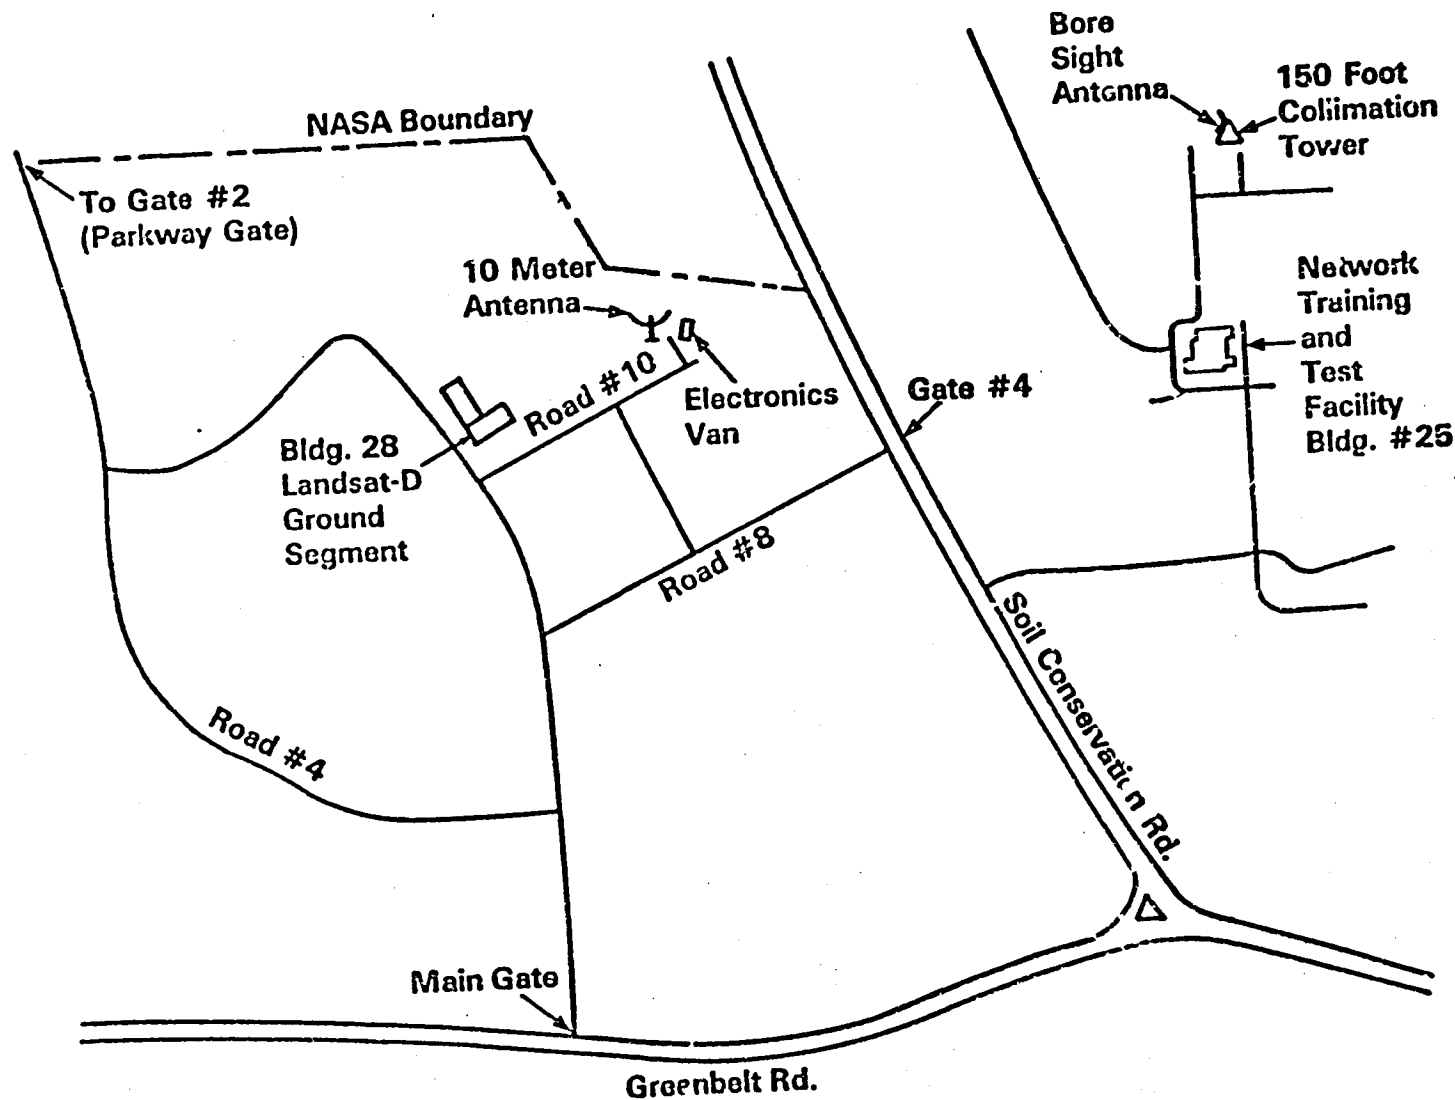 Bore
Sight
Antenna
150 Foot
Collimation
Tower
NASA Boundary
To Gate #2
(Parkway Gate)
10 Meter
Antenna
Network
Training
and
Test
Facility
Bldg. #25
Road #10
Electronics
Van
Gate #4
Bldg. 28
Landsat-D
Ground
Segment
Road #8
Soil Conservation Rd.
Road #4
Main Gate
Greenbelt Rd.